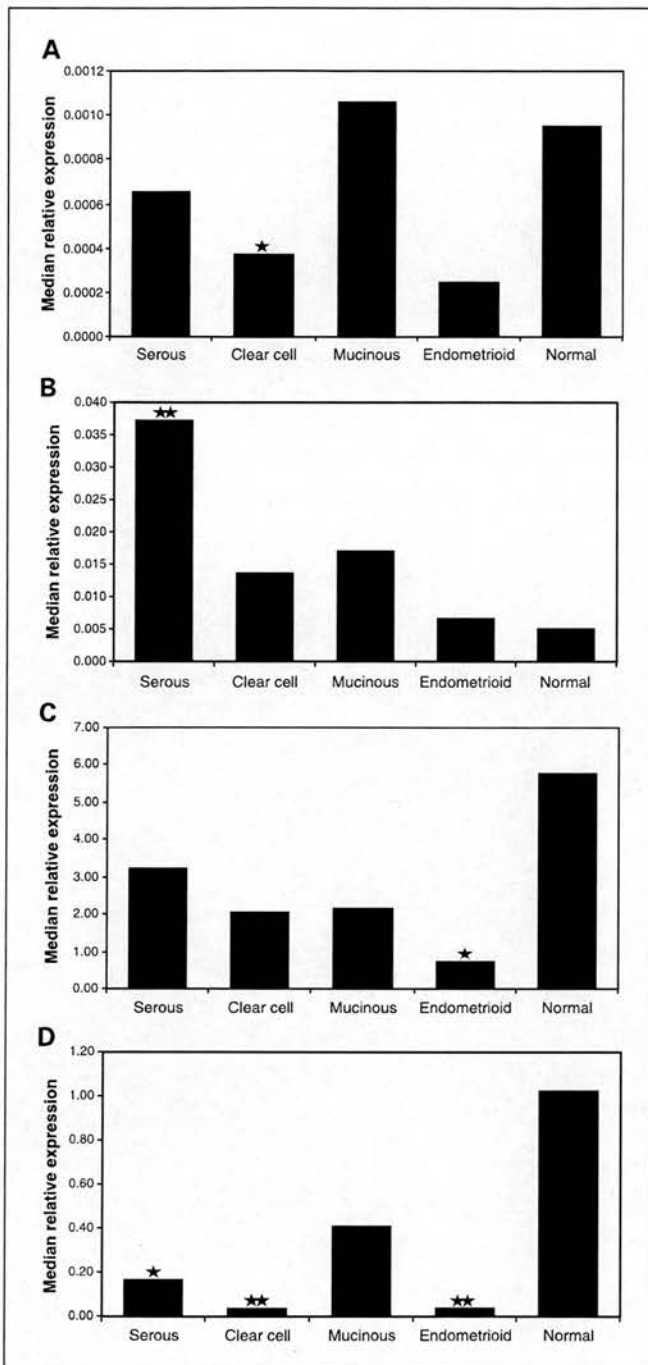 A
Median relative expression
0.0012
0.0010
0.0008
0.0006
0.0004
0.0002
0.0000
★
Serous Clear cell Mucinous Endometrioid Normal
B
Median relative expression
0.040
0.035
0.030
0.025
0.020
0.015
0.010
0.005
0.000
★★
Serous Clear cell Mucinous Endometrioid Normal
C
Median relative expression
7.00
6.00
5.00
4.00
3.00
2.00
1.00
0.00
★
Serous Clear cell Mucinous Endometrioid Normal
D
Median relative expression
1.20
1.00
0.80
0.60
0.40
0.20
0.00
★ ★★ ★★
Serous Clear cell Mucinous Endometrioid Normal